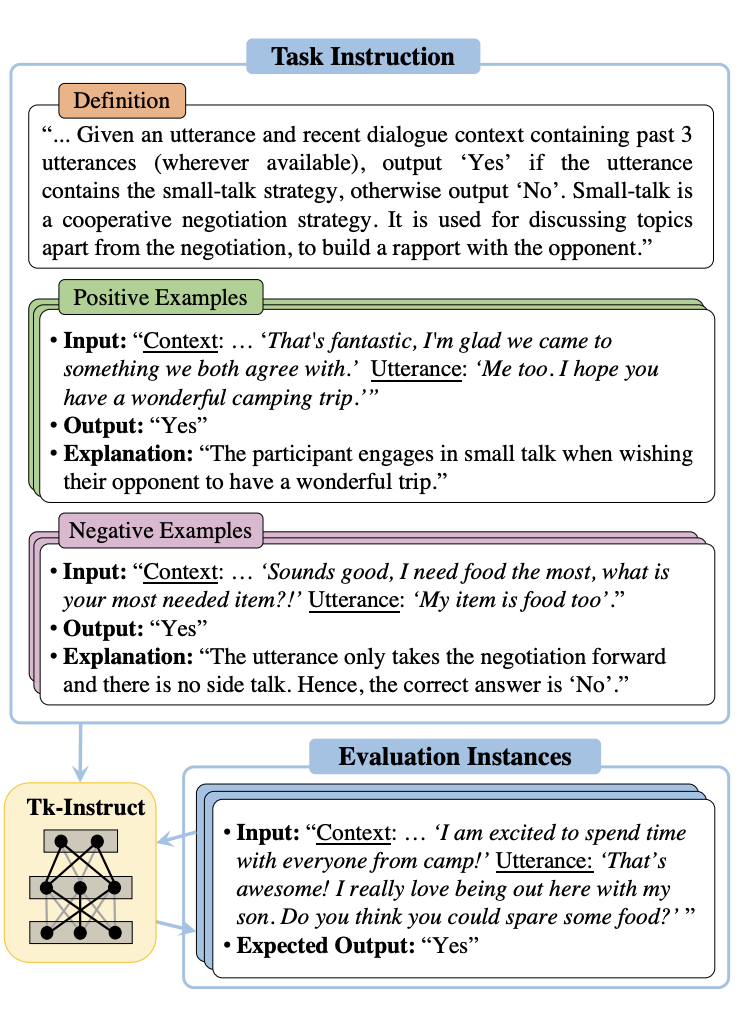 Task Instruction
Definition
“... Given an utterance and recent dialogue context containing past 3
utterances (wherever available), output ‘Yes’ if the utterance
contains the small-talk strategy, otherwise output ‘No’. Small-talk is
a cooperative negotiation strategy. It is used for discussing topics
apart from the negotiation, to build a rapport with the opponent.”
Positive Examples
• Input: “Context: … ‘That's fantastic, I'm glad we came to
something we both agree with.’ Utterance: ‘Me too. I hope you
have a wonderful camping trip.’”
• Output: “Yes”
• Explanation: “The participant engages in small talk when wishing
their opponent to have a wonderful trip.”
Negative Examples
• Input: “Context: … ‘Sounds good, I need food the most, what is
your most needed item?!’ Utterance: ‘My item is food too’.”
• Output: “Yes”
• Explanation: “The utterance only takes the negotiation forward
and there is no side talk. Hence, the correct answer is ‘No’.”
Tk-Instruct
Evaluation Instances
• Input: “Context: … ‘I am excited to spend time
with everyone from camp!’ Utterance: ‘That’s
awesome! I really love being out here with my
son. Do you think you could spare some food?’ ”
• Expected Output: “Yes”